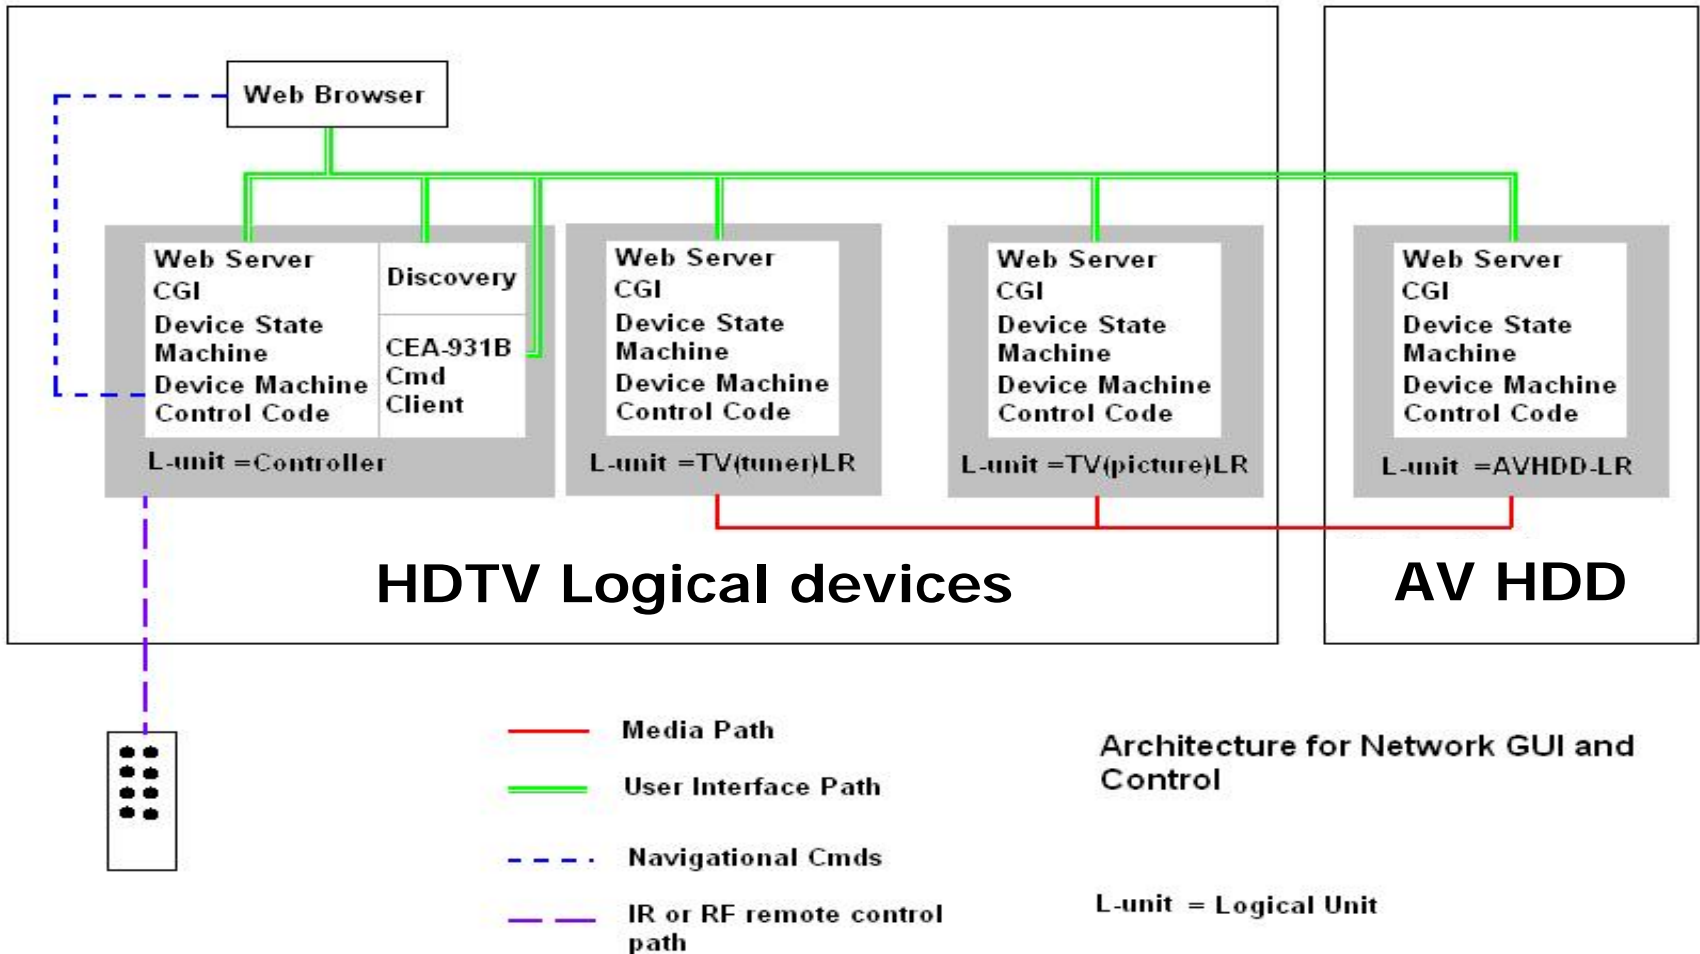 Web Browser
Web Server
CGI
Device State
Machine
Device Machine
Control Code
Discovery
CEA-931B
Cmd
Client
L-unit =Controller
Web Server
CGI
Device State
Machine
Device Machine
Control Code
L-unit =TV(tuner)LR
Web Server
CGI
Device State
Machine
Device Machine
Control Code
L-unit =TV(picture)LR
Web Server
CGI
Device State
Machine
Device Machine
Control Code
L-unit =AVHDD-LR
HDTV Logical devices
AV HDD
Media Path
User Interface Path
Navigational Cmds
IR or RF remote control
path
Architecture for Network GUI and
Control
L-unit = Logical Unit